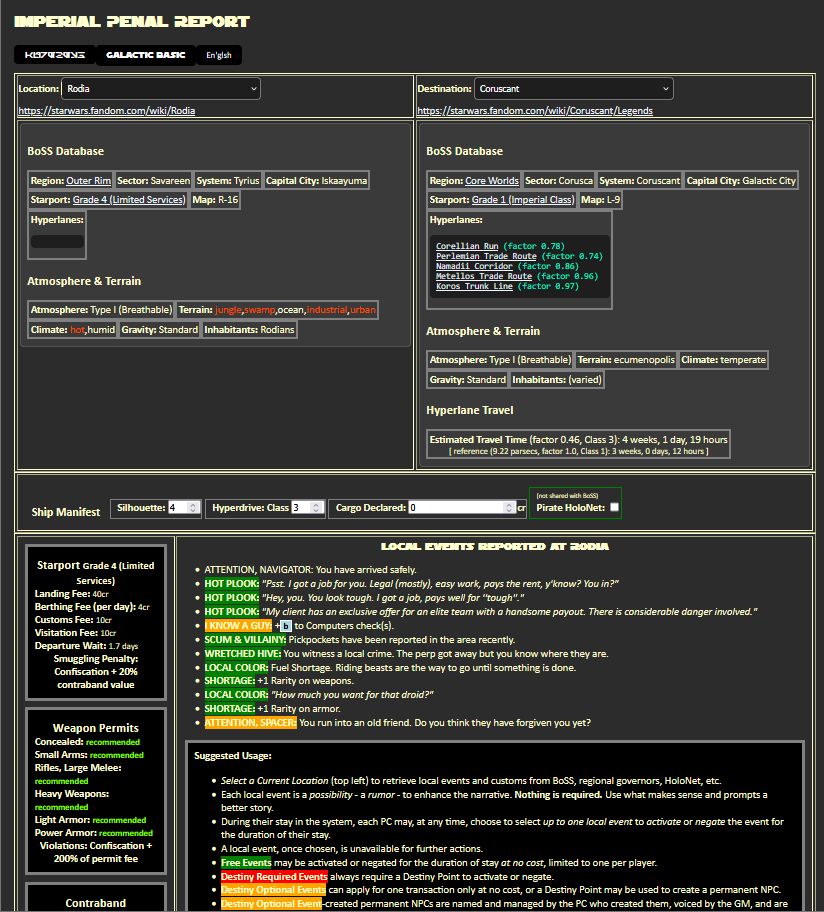 Imperial Penal Report
Galactic Basic
En'glsh
Location: Rodia
https://starwars.fandom.com/wiki/Rodia
Destination: Coruscant
https://starwars.fandom.com/wiki/Coruscant/Legends
BoSS Database
Region: Outer Rim Sector: Savareen System: Tyrius Capital City: Iskaayuma
Starport: Grade 4 (Limited Services) Map: R-16
Hyperlanes:
Atmosphere & Terrain
Atmosphere: Type I (Breathable) Terrain: jungle,swamp,ocean,industrial,urban
Climate: hot,humid Gravity: Standard Inhabitants: Rodians
BoSS Database
Region: Core Worlds Sector: Corusca System: Coruscant Capital City: Galactic City
Starport: Grade 1 (Imperial Class) Map: L-9
Hyperlanes:
Corellian Run (factor 0.78)
Perlemian Trade Route (factor 0.74)
Namadii Corridor (factor 0.86)
Metellos Trade Route (factor 0.96)
Koros Trunk Line (factor 0.97)
Atmosphere & Terrain
Atmosphere: Type I (Breathable) Terrain: ecumenopolis Climate: temperate
Gravity: Standard Inhabitants: (varied)
Hyperlane Travel
Estimated Travel Time (factor 0.46, Class 3): 4 weeks, 1 day, 19 hours
[ reference (9.22 parsecs, factor 1.0, Class 1): 3 weeks, 0 days, 12 hours ]
Ship Manifest
Silhouette: 4
Hyperdrive: Class 3
Cargo Declared: 0 cr
(not shared with BoSS)
Pirate HoloNet:
Starport Grade 4 (Limited
Services)
Landing Fee: 40cr
Berthing Fee (per day): 4cr
Customs Fee: 10cr
Visitation Fee: 10cr
Departure Wait: 1.7 days
Smuggling Penalty:
Confiscation + 20%
contraband value
Weapon Permits
Concealed: recommended
Small Arms: recommended
Rifles, Large Melee:
recommended
Heavy Weapons:
recommended
Light Armor: recommended
Power Armor: recommended
Violations: Confiscation +
200% of permit fee
Contraband
Local Events Reported at Rodia
ATTENTION, NAVIGATOR: You have arrived safely.
HOT PLOOK: "Psst. I got a job for you. Legal (mostly), easy work, pays the rent, y'know? You in?"
HOT PLOOK: "Hey, you. You look tough. I got a job, pays well for "tough"."
HOT PLOOK: "My client has an exclusive offer for an elite team with a handsome payout. There is considerable danger involved."
I KNOW A GUY: +b to Computers check(s).
SCUM & VILLAINY: Pickpockets have been reported in the area recently.
WRETCHED HIVE: You witness a local crime. The perp got away but you know where they are.
LOCAL COLOR: Fuel Shortage. Riding beasts are the way to go until something is done.
SHORTAGE: +1 Rarity on weapons.
LOCAL COLOR: "How much you want for that droid?"
SHORTAGE: +1 Rarity on armor.
ATTENTION, SPACER: You run into an old friend. Do you think they have forgiven you yet?
Suggested Usage:
Select a Current Location (top left) to retrieve local events and customs from BoSS, regional governors, HoloNet, etc.
Each local event is a possibility - a rumor - to enhance the narrative. Nothing is required. Use what makes sense and prompts a
better story.
During their stay in the system, each PC may, at any time, choose to select up to one local event to activate or negate the event
for the duration of their stay.
A local event, once chosen, is unavailable for further actions.
Free Events may be activated or negated for the duration of stay at no cost, limited to one per player.
Destiny Required Events always require a Destiny Point to activate or negate.
Destiny Optional Events can apply for one transaction only at no cost, or a Destiny Point may be used to create a permanent NPC.
Destiny Optional Event-created permanent NPCs are named and managed by the PC who created them, voiced by the GM, and are